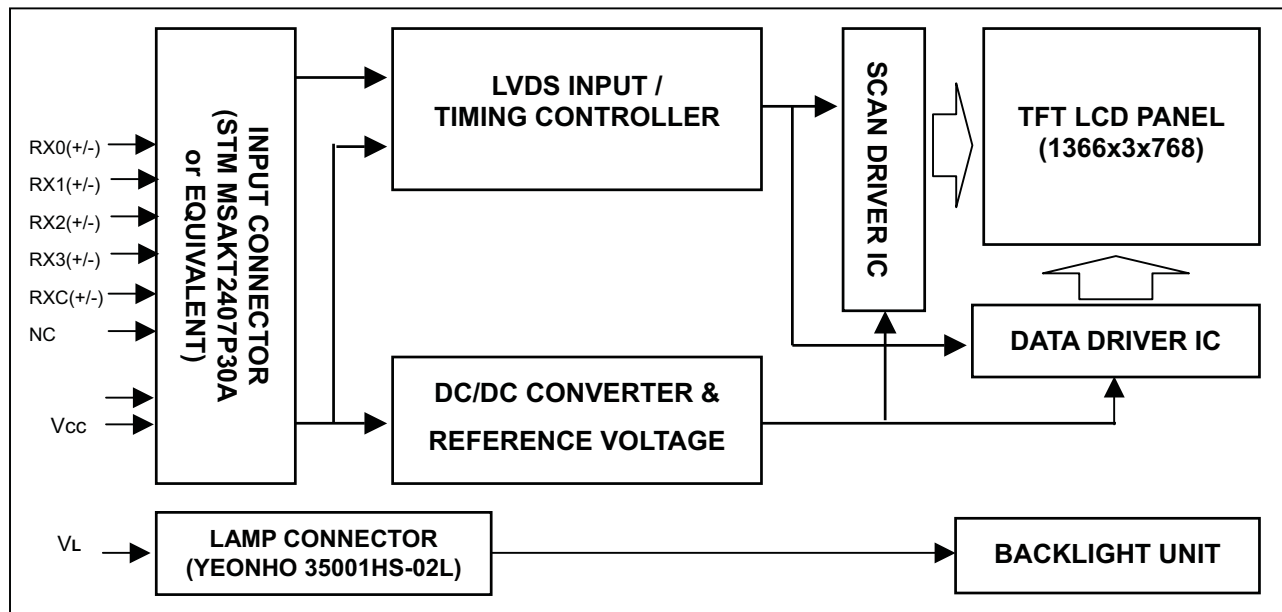 RX0(+/-)
RX1(+/-)
RX2(+/-)
RX3(+/-)
RXC(+/-)
NC
Vcc
INPUT CONNECTOR
(STM MSAKT2407P30A
or EQUIVALENT)
LVDS INPUT /
TIMING CONTROLLER
SCAN DRIVER IC
TFT LCD PANEL
(1366x3x768)
DATA DRIVER IC
DC/DC CONVERTER &
REFERENCE VOLTAGE
VL
LAMP CONNECTOR
(YEONHO 35001HS-02L)
BACKLIGHT UNIT